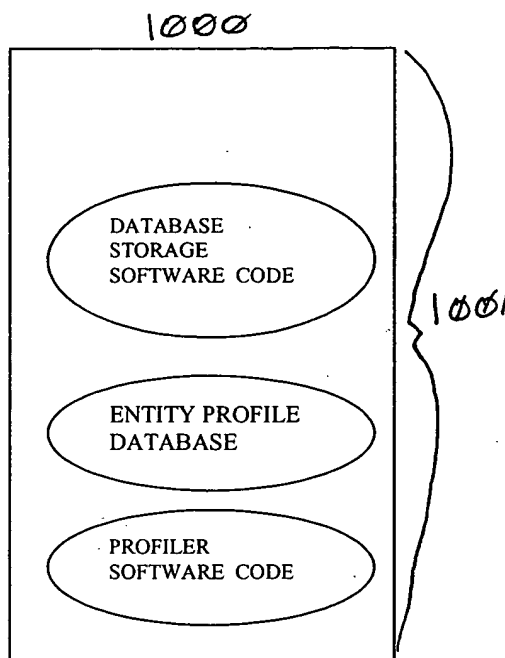 1000
DATABASE
STORAGE
SOFTWARE CODE
1001
ENTITY PROFILE
DATABASE
PROFILER
SOFTWARE CODE